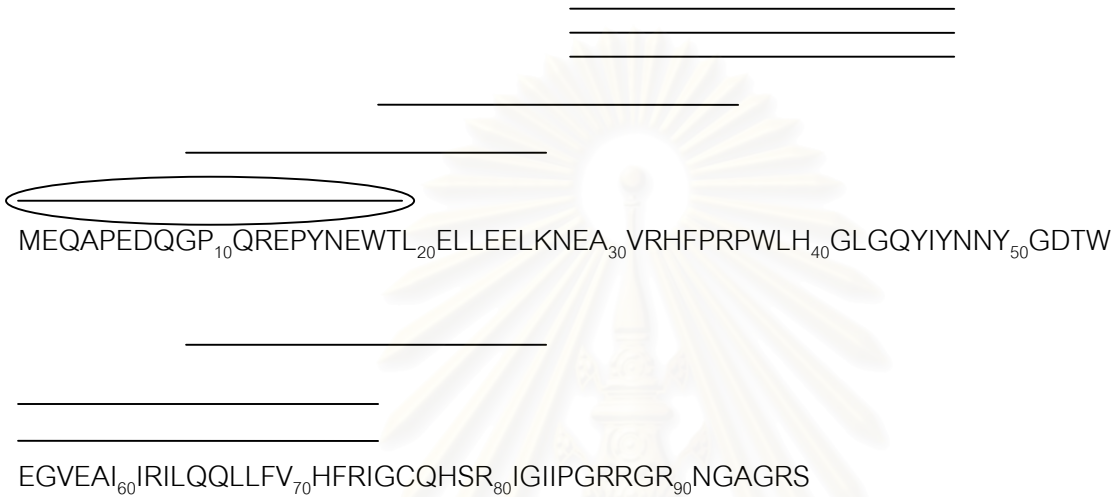 MEQAPEDQGP10QREPYNEWTL20ELLEELKNEA30VRHFPRPWLH40GLGQYIYNNY50GDTW
EGVEAI60IRILQQLLFV70HFRIGCQHSR80IGIIPGRRGR90NGAGRS